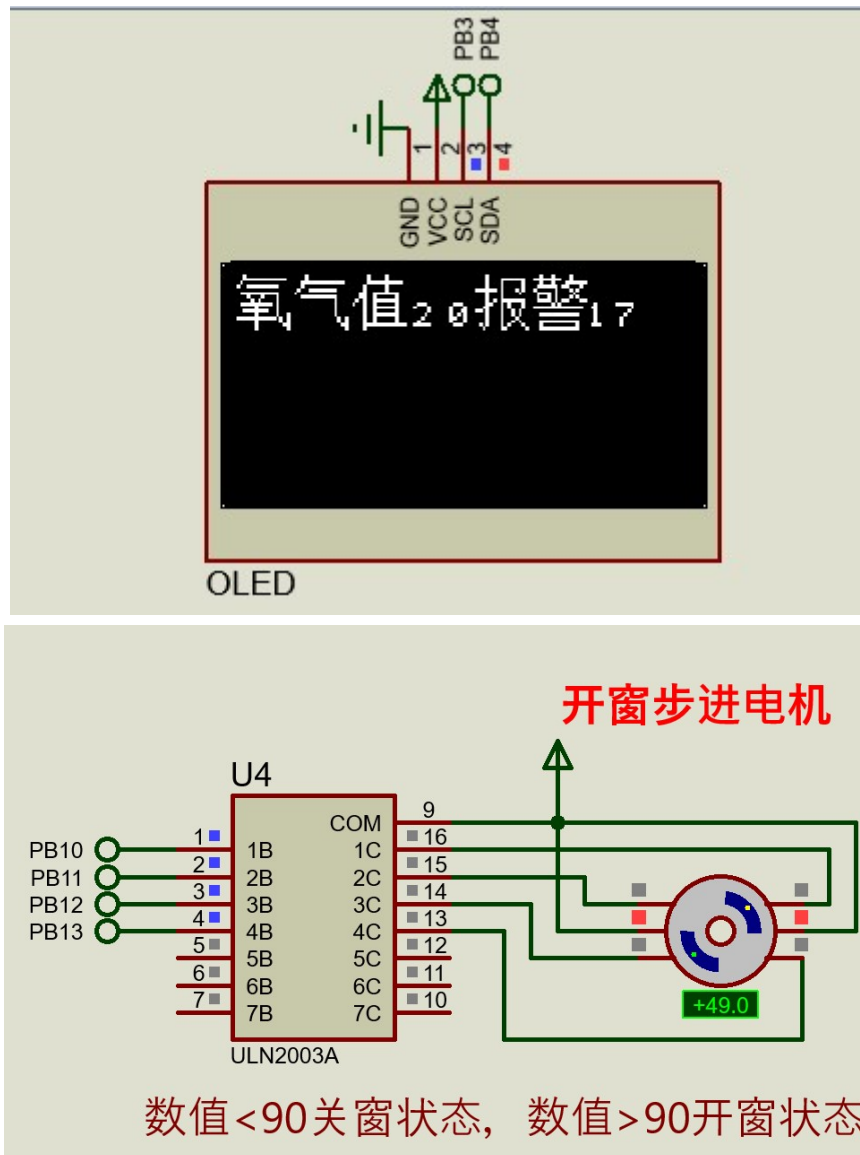 PB3
PB4
1
2
3
4
GND
VCC
SCL
SDA
氧气值20报警17
OLED
开窗步进电机
U4
COM 9
PB10 1 1B 1C 16
PB11 2 2B 2C 15
PB12 3 3B 3C 14
PB13 4 4B 4C 13
5 5B 5C 12
6 6B 6C 11
7 7B 7C 10
+49.0
ULN2003A
数值<90关窗状态，数值>90开窗状态